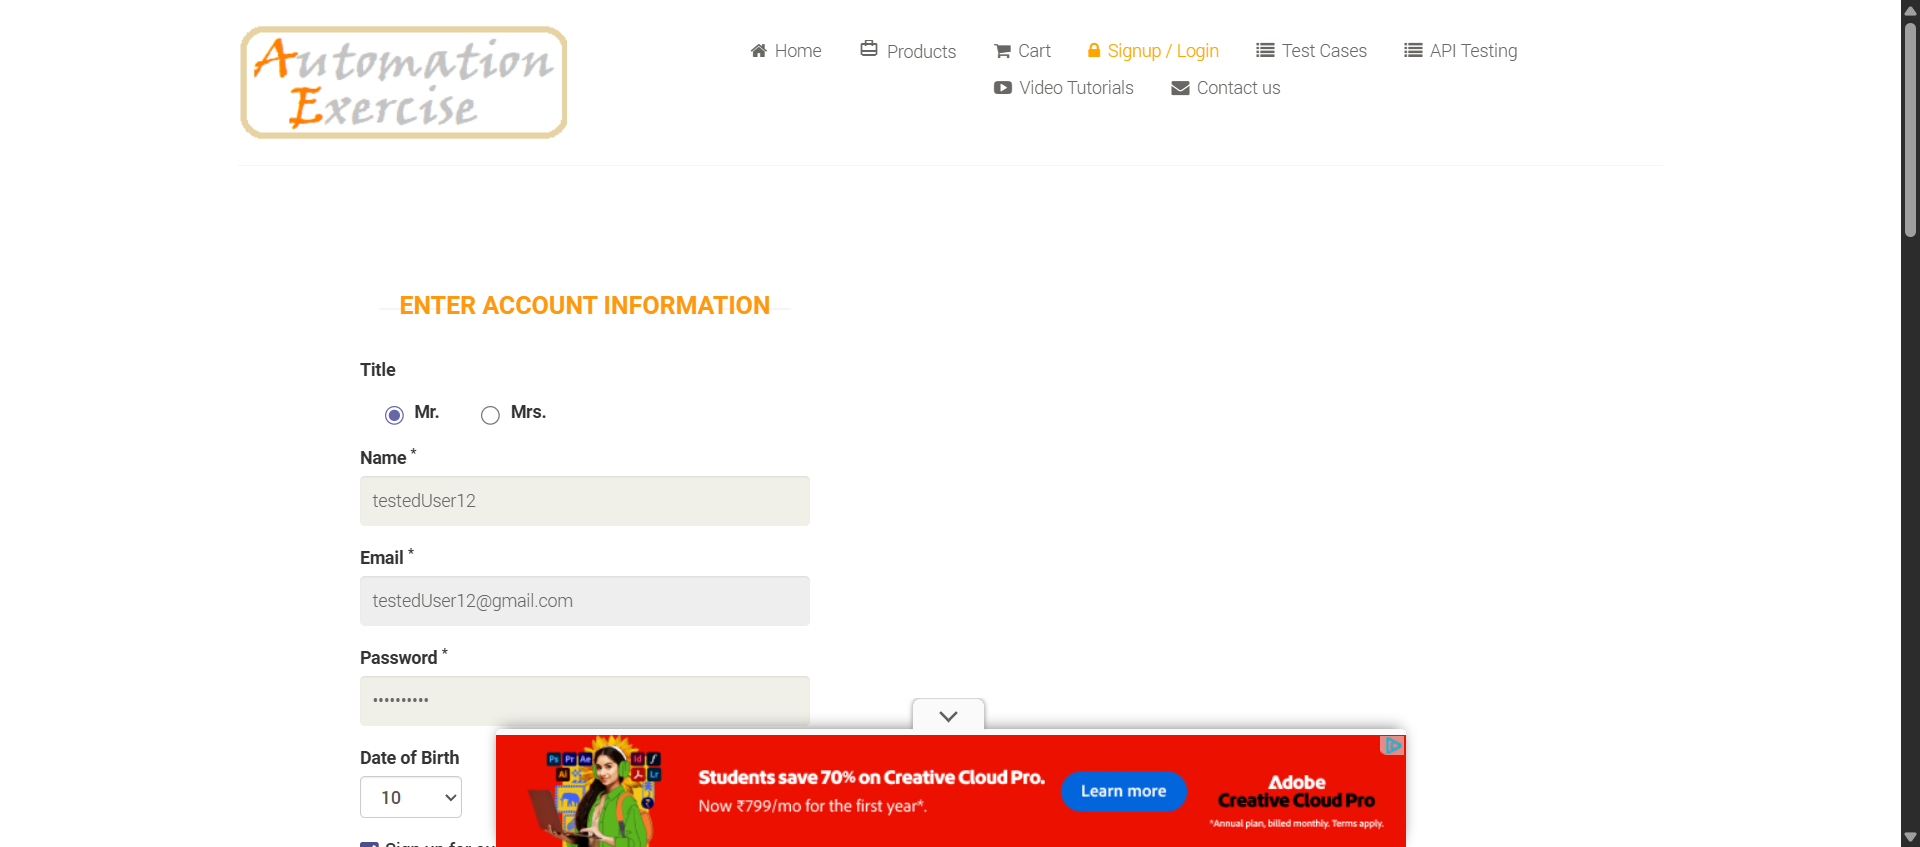 Automation
Exercise
Home
Products
Cart
Signup / Login
Test Cases
API Testing
Video Tutorials
Contact us
ENTER ACCOUNT INFORMATION
Title
Mr.
Mrs.
Name *
testedUser12
Email *
testedUser12@gmail.com
Password *
••••••••••
Date of Birth
10
Sign up for
Ps Pr Ae Id f
Ai Lr
Students save 70% on Creative Cloud Pro.
Now ₹799/mo for the first year*.
Learn more
Adobe
Creative Cloud Pro
*Annual plan, billed monthly. Terms apply.